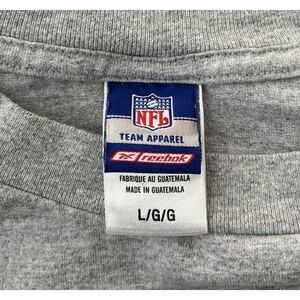 NFL
TEAM APPAREL
Reebok
FABRIQUE AU GUATEMALA
MADE IN GUATEMALA
L/G/G